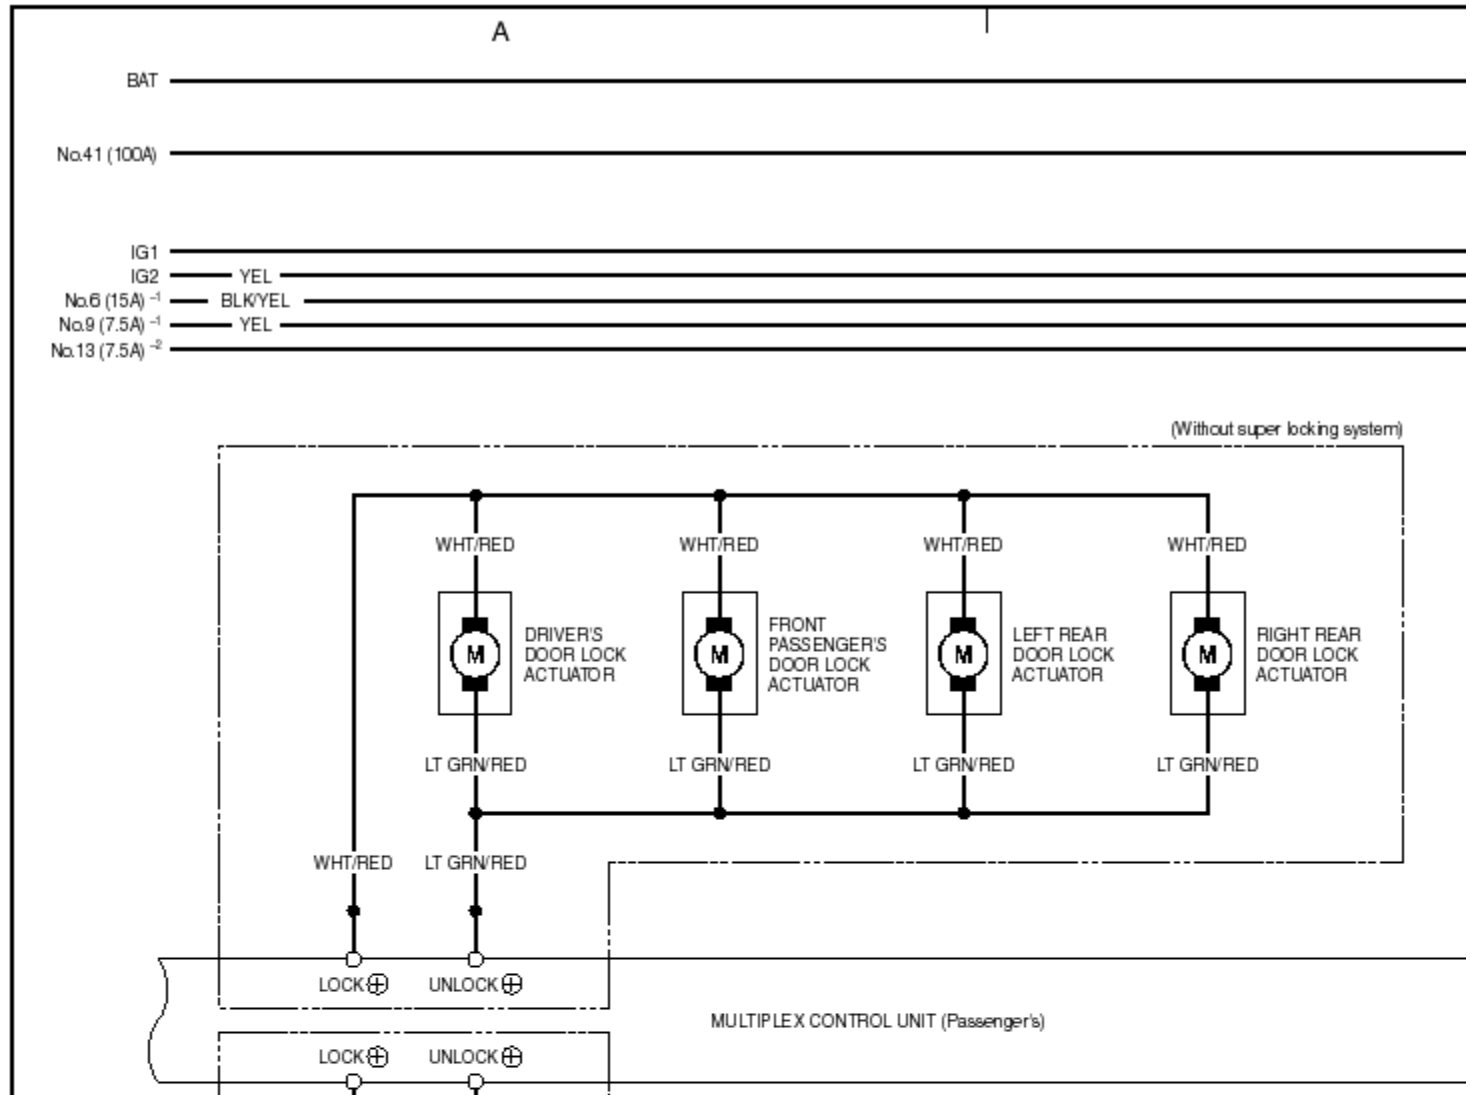 A
BAT
No.41 (100A)
IG1
IG2 YEL
No.6 (15A) –1 BLK/YEL
No.9 (7.5A) –1 YEL
No.13 (7.5A) –2
(Without super locking system)
WHT/RED WHT/RED WHT/RED WHT/RED
M
DRIVER'S
DOOR LOCK
ACTUATOR
M
FRONT
PASSENGER'S
DOOR LOCK
ACTUATOR
M
LEFT REAR
DOOR LOCK
ACTUATOR
M
RIGHT REAR
DOOR LOCK
ACTUATOR
LT GRN/RED LT GRN/RED LT GRN/RED LT GRN/RED
WHT/RED LT GRN/RED
LOCK⊕ UNLOCK⊕
MULTIPLEX CONTROL UNIT (Passenger's)
LOCK⊕ UNLOCK⊕